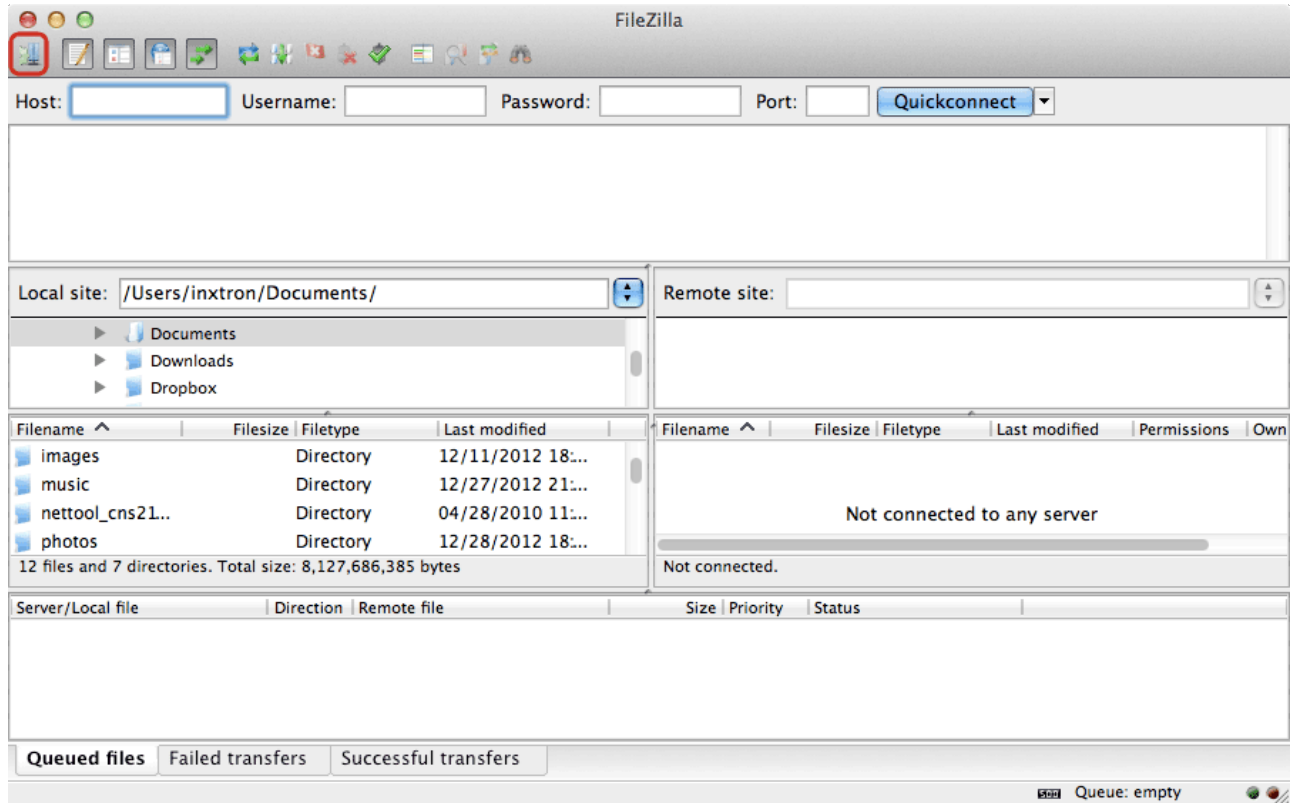 FileZilla
Host: Username: Password: Port: Quickconnect
Local site: /Users/inxtron/Documents/ Remote site:
Documents
Downloads
Dropbox
Filename Filesize Filetype Last modified Filename Filesize Filetype Last modified Permissions Own
images Directory 12/11/2012 18:...
music Directory 12/27/2012 21:...
nettool_cns21... Directory 04/28/2010 11:...
Not connected to any server
photos Directory 12/28/2012 18:...
12 files and 7 directories. Total size: 8,127,686,385 bytes Not connected.
Server/Local file Direction Remote file Size Priority Status
Queued files Failed transfers Successful transfers
Queue: empty